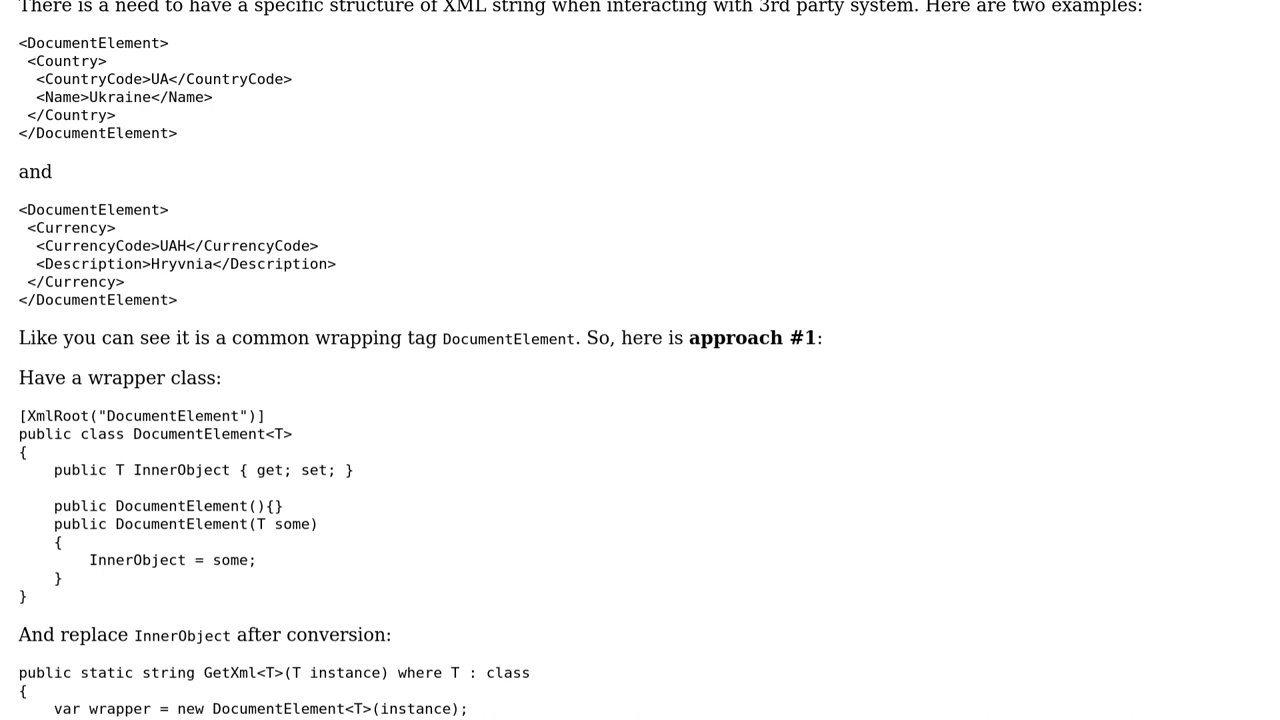 There is a need to have a specific structure of XML string when interacting with 3rd party system. Here are two examples:
<DocumentElement>
 <Country>
  <CountryCode>UA</CountryCode>
  <Name>Ukraine</Name>
 </Country>
</DocumentElement>
and
<DocumentElement>
 <Currency>
  <CurrencyCode>UAH</CurrencyCode>
  <Description>Hryvnia</Description>
 </Currency>
</DocumentElement>
Like you can see it is a common wrapping tag DocumentElement. So, here is approach #1:
Have a wrapper class:
[XmlRoot("DocumentElement")]
public class DocumentElement<T>
{
    public T InnerObject { get; set; }
    public DocumentElement(){}
    public DocumentElement(T some)
    {
        InnerObject = some;
    }
}
And replace InnerObject after conversion:
public static string GetXml<T>(T instance) where T : class
{
    var wrapper = new DocumentElement<T>(instance);